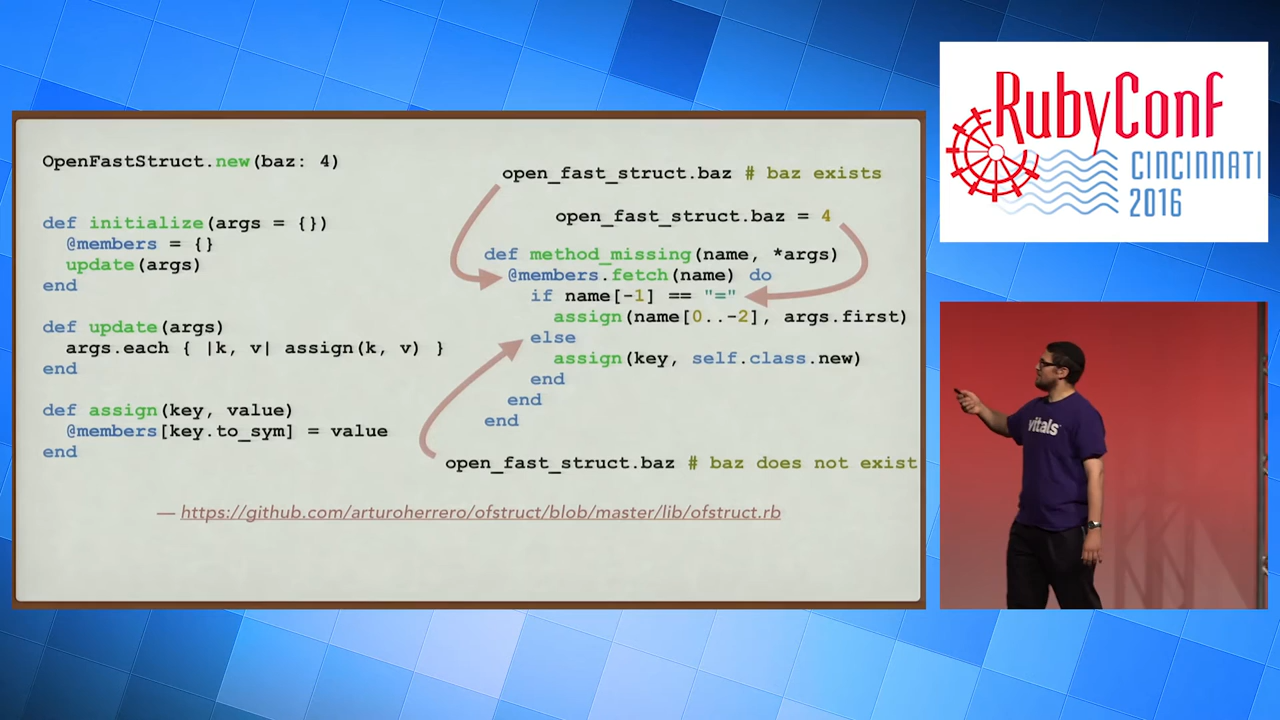 OpenFastStruct.new(baz: 4)
def initialize(args = {})
@members = {}
update(args)
end
def update(args)
args.each { |k, v| assign(k, v) }
end
def assign(key, value)
@members[key.to_sym] = value
end
open_fast_struct.baz # baz exists
open_fast_struct.baz = 4
def method_missing(name, *args)
@members.fetch(name) do
if name[-1] == "="
assign(name[0..-2], args.first)
else
assign(key, self.class.new)
end
end
end
open_fast_struct.baz # baz does not exist
— https://github.com/arturoherrero/ofstruct/blob/master/lib/ofstruct.rb
RubyConf
CINCINNATI
2016
vitals